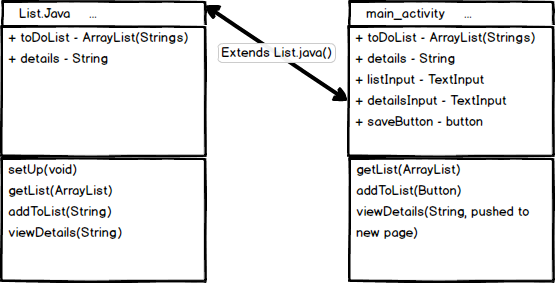 List.Java ...
+ toDoList - ArrayList(Strings)
+ details - String
setUp(void)
getList(ArrayList)
addToList(String)
viewDetails(String)
Extends List.java()
main_activity ...
+ toDoList - ArrayList(Strings)
+ details - String
+ listInput - TextInput
+ detailsInput - TextInput
+ saveButton - button
getList(ArrayList)
addToList(Button)
viewDetails(String, pushed to
new page)